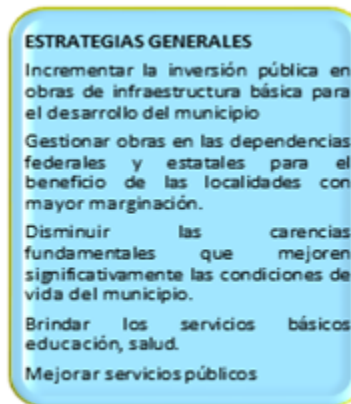 ESTRATEGIAS GENERALES
Incrementar la inversión pública en
obras de infraestructura básica para
el desarrollo del municipio
Gestionar obras en las dependencias
federales y estatales para el
beneficio de las localidades con
mayor marginación.
Disminuir las carencias
fundamentales que mejoren
significativamente las condiciones de
vida del municipio.
Brindar los servicios básicos
educación, salud.
Mejorar servicios públicos